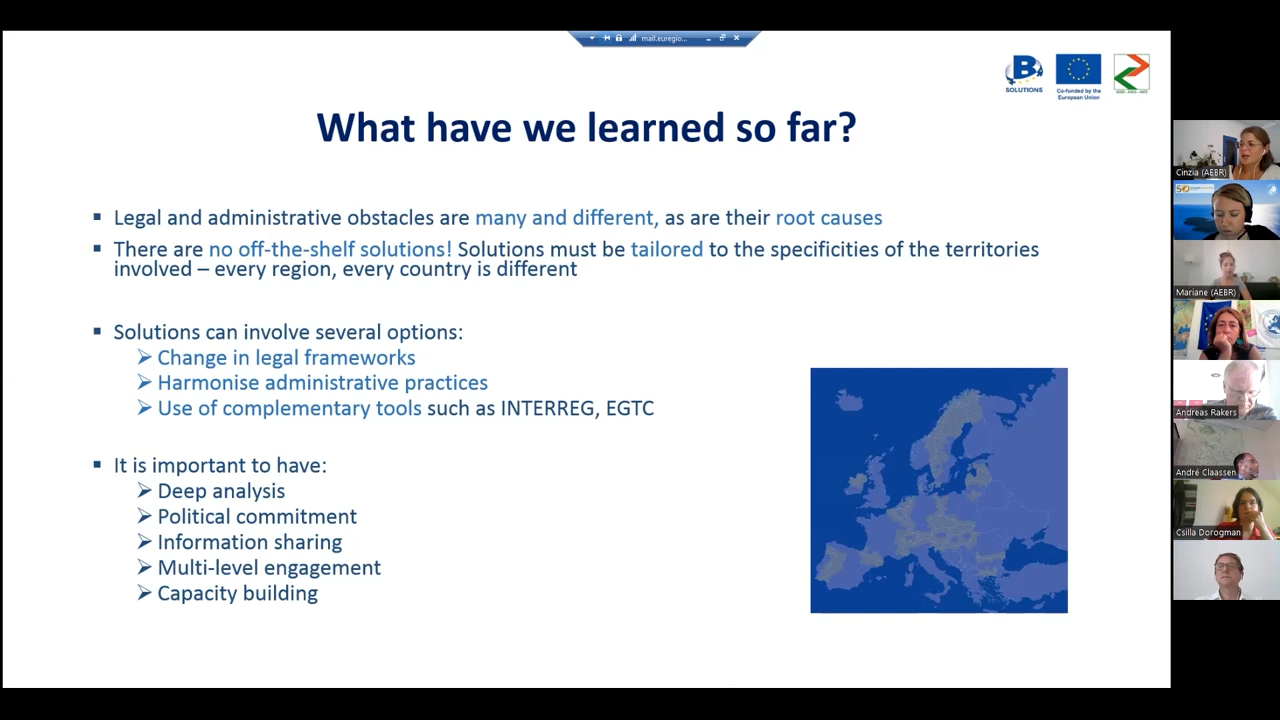 mail.euregio...
B
SOLUTIONS
Co-funded by the
European Union
What have we learned so far?
Legal and administrative obstacles are many and different, as are their root causes
There are no off-the-shelf solutions! Solutions must be tailored to the specificities of the territories
involved – every region, every country is different
Solutions can involve several options:
Change in legal frameworks
Harmonise administrative practices
Use of complementary tools such as INTERREG, EGTC
It is important to have:
Deep analysis
Political commitment
Information sharing
Multi-level engagement
Capacity building
Cinzia (AEBR)
50
Mariane (AEBR)
Andreas Rakers
André Claassen
Csilla Dorogman